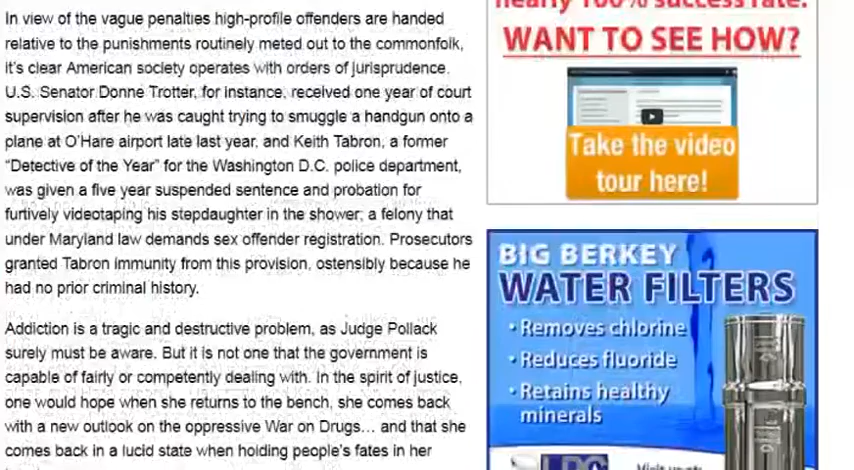 In view of the vague penalties high-profile offenders are handed
relative to the punishments routinely meted out to the commonfolk,
it's clear American society operates with orders of jurisprudence.
U.S. Senator Donne Trotter, for instance, received one year of court
supervision after he was caught trying to smuggle a handgun onto a
plane at O'Hare airport late last year, and Keith Tabron, a former
"Detective of the Year" for the Washington D.C. police department,
was given a five year suspended sentence and probation for
furtively videotaping his stepdaughter in the shower, a felony that
under Maryland law demands sex offender registration. Prosecutors
granted Tabron immunity from this provision, ostensibly because he
had no prior criminal history.
Addiction is a tragic and destructive problem, as Judge Pollack
surely must be aware. But it is not one that the government is
capable of fairly or competently dealing with. In the spirit of justice,
one would hope when she returns to the bench, she comes back
with a new outlook on the oppressive War on Drugs... and that she
comes back in a lucid state when holding people's fates in her
nearly 100% success rate.
WANT TO SEE HOW?
Take the video
tour here!
BIG BERKEY
WATER FILTERS
• Removes chlorine
• Reduces fluoride
• Retains healthy
minerals